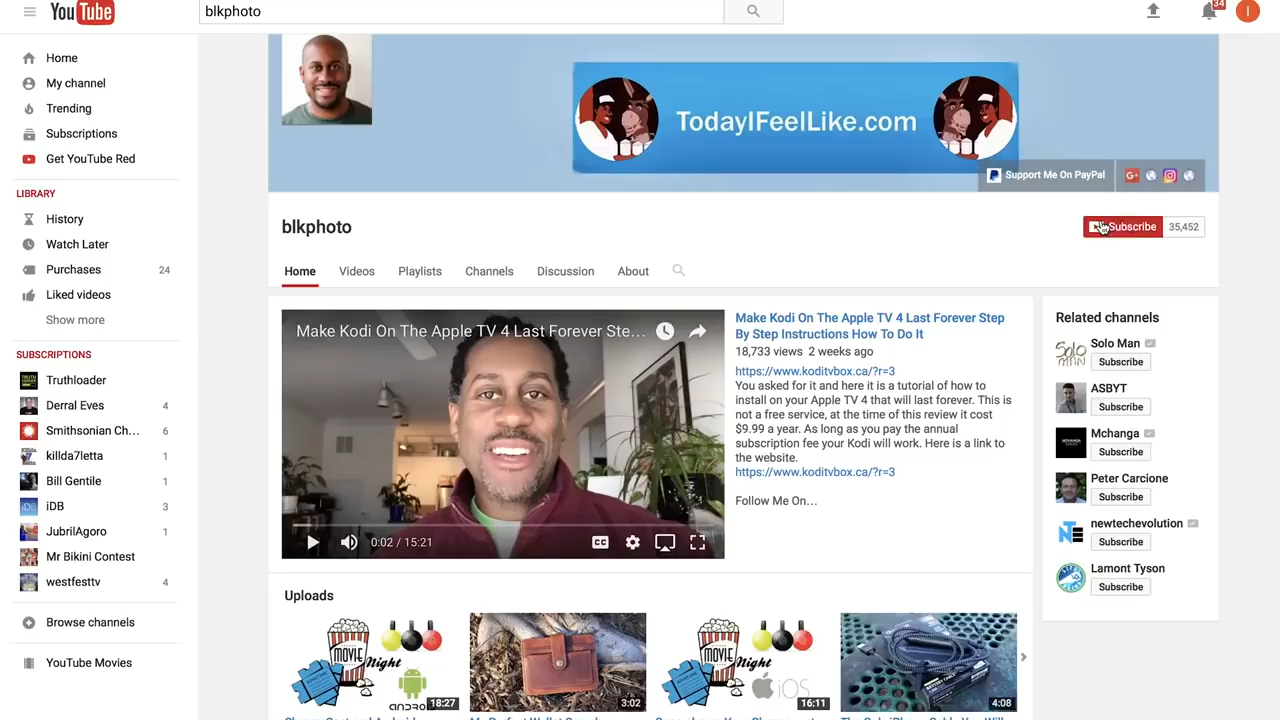 YouTube
blkphoto
34
I
Home
My channel
Trending
Subscriptions
Get YouTube Red
LIBRARY
History
Watch Later
Purchases 24
Liked videos
Show more
SUBSCRIPTIONS
Truthloader
Derral Eves 4
Smithsonian Ch... 6
killda7letta 1
Bill Gentile 1
iDB 3
JubrilAgoro 1
Mr Bikini Contest
westfesttv 4
Browse channels
YouTube Movies
TodayIFeelLike.com
Support Me On PayPal
G+
blkphoto
Subscribe 35,452
Home Videos Playlists Channels Discussion About
Make Kodi On The Apple TV 4 Last Forever Ste...
0:02 / 15:21
CC
Make Kodi On The Apple TV 4 Last Forever Step
By Step Instructions How To Do It
18,733 views 2 weeks ago
https://www.koditvbox.ca/?r=3
You asked for it and here it is a tutorial of how to
install on your Apple TV 4 that will last forever. This is
not a free service, at the time of this review it cost
$9.99 a year. As long as you pay the annual
subscription fee your Kodi will work. Here is a link to
the website.
https://www.koditvbox.ca/?r=3
Follow Me On...
Related channels
Solo Man
Subscribe
ASBYT
Subscribe
Mchanga
Subscribe
Peter Carcione
Subscribe
newtechevolution
Subscribe
Lamont Tyson
Subscribe
Uploads
MOVIE
Night
18:27
3:02
MOVIE
Night
iOS
16:11
4:08